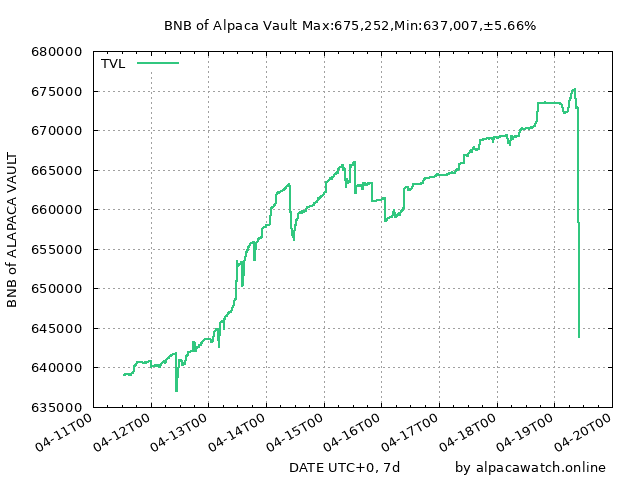 BNB of Alpaca Vault Max:675,252,Min:637,007,±5.66%
680000
TVL
675000
670000
665000
660000
655000
650000
645000
640000
635000
BNB of ALAPACA VAULT
04-11T00
04-12T00
04-13T00
04-14T00
04-15T00
04-16T00
04-17T00
04-18T00
04-19T00
04-20T00
DATE UTC+0, 7d
by alpacawatch.online